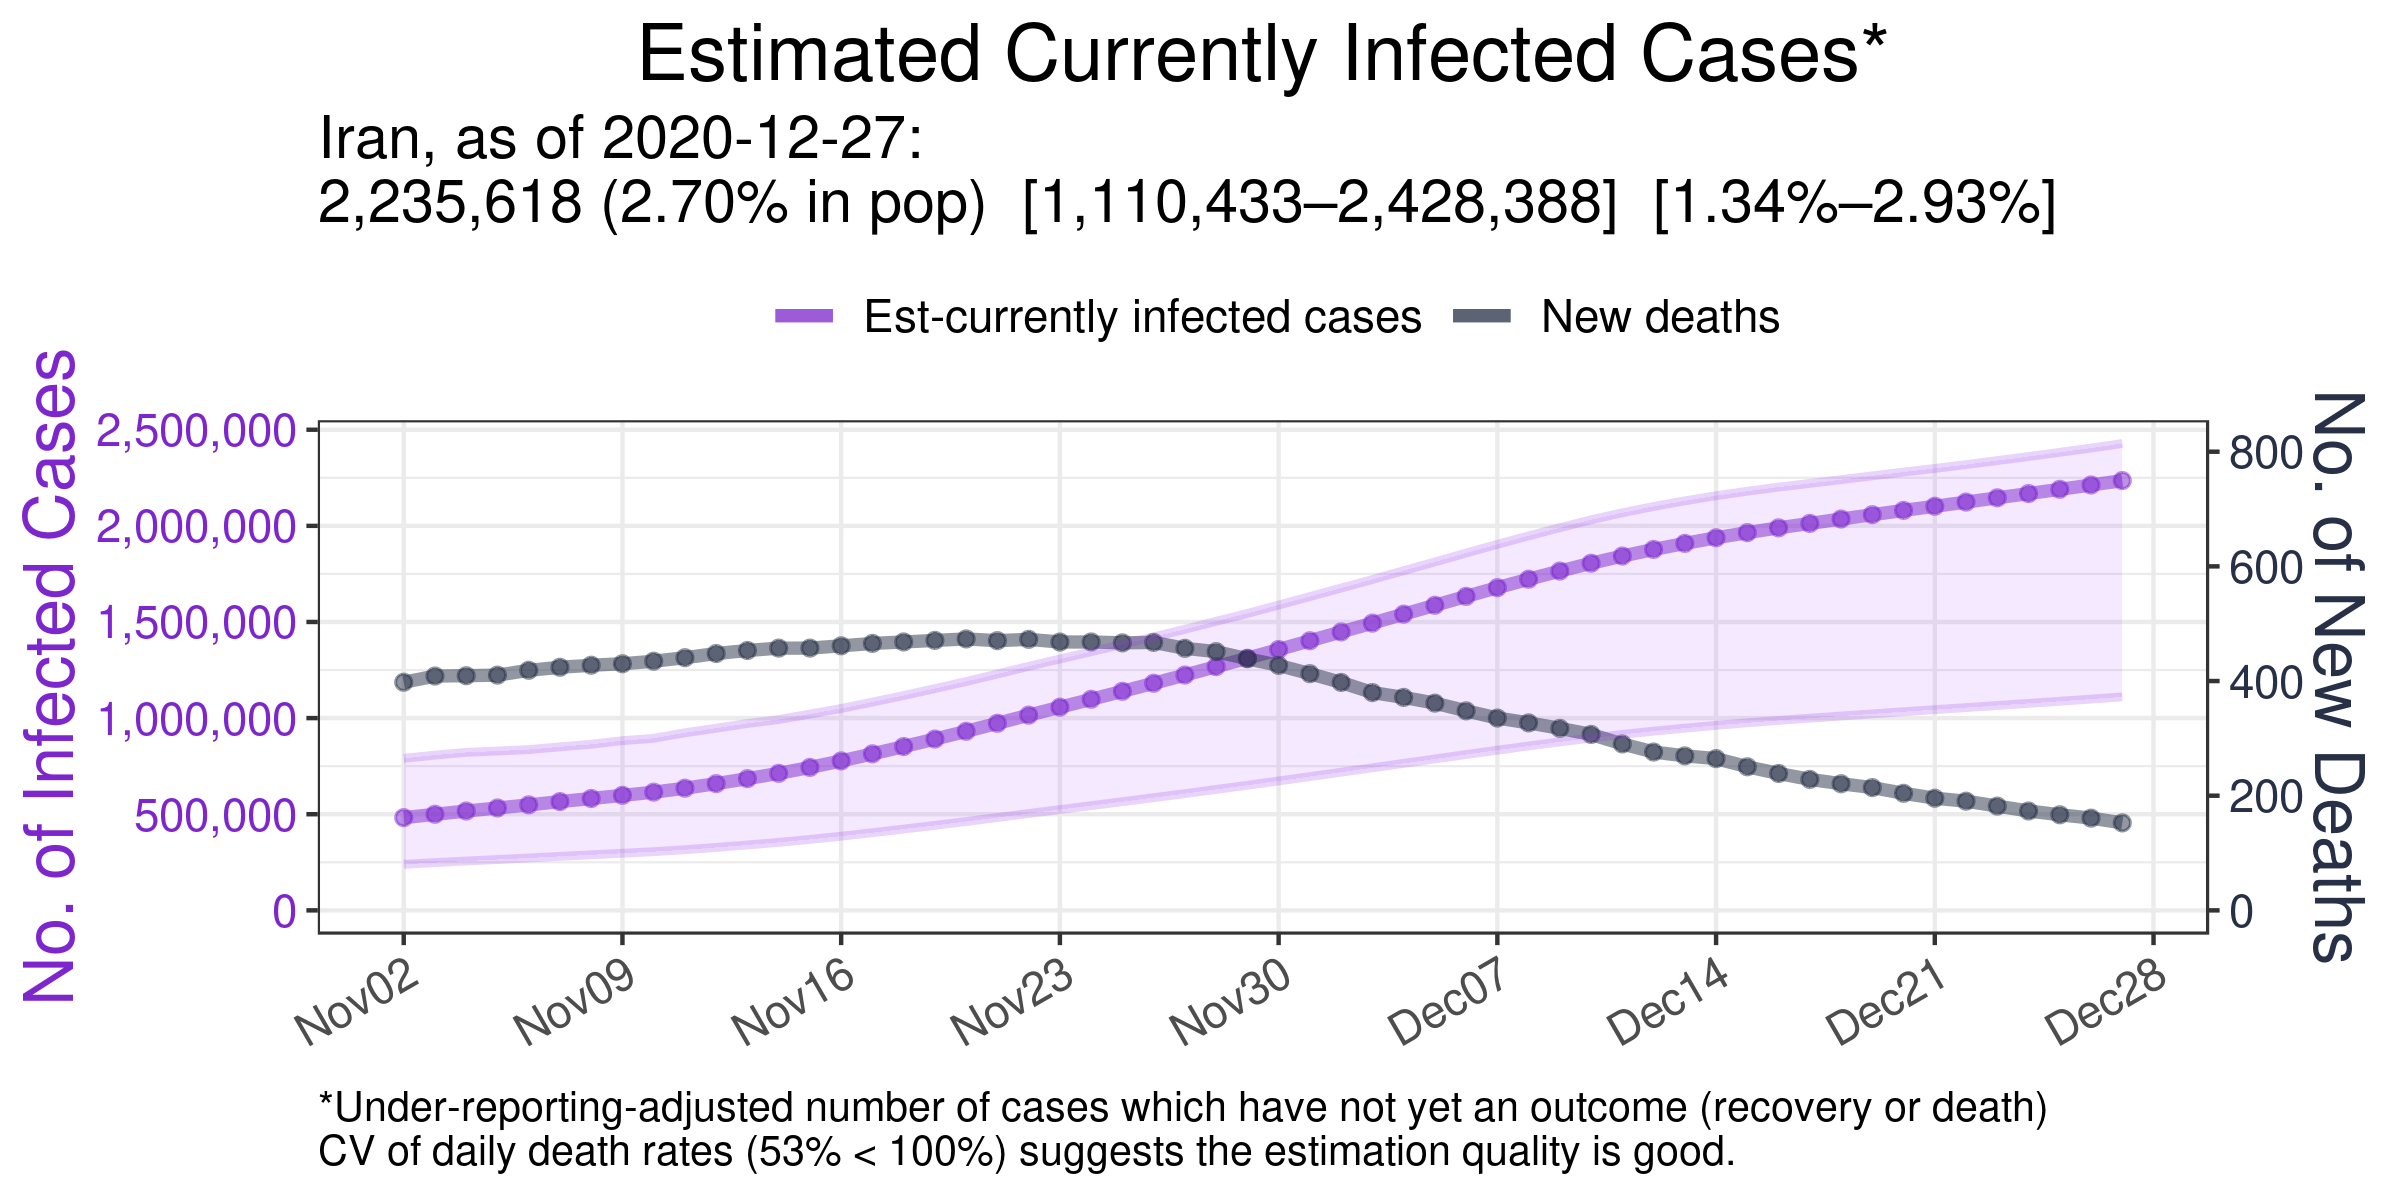 Estimated Currently Infected Cases*
Iran, as of 2020-12-27:
2,235,618 (2.70% in pop)  [1,110,433–2,428,388]  [1.34%–2.93%]
Est-currently infected cases
New deaths
No. of Infected Cases
2,500,000
2,000,000
1,500,000
1,000,000
500,000
0
800
600
400
200
0
No. of New Deaths
Nov02
Nov09
Nov16
Nov23
Nov30
Dec07
Dec14
Dec21
Dec28
*Under-reporting-adjusted number of cases which have not yet an outcome (recovery or death)
CV of daily death rates (53% < 100%) suggests the estimation quality is good.